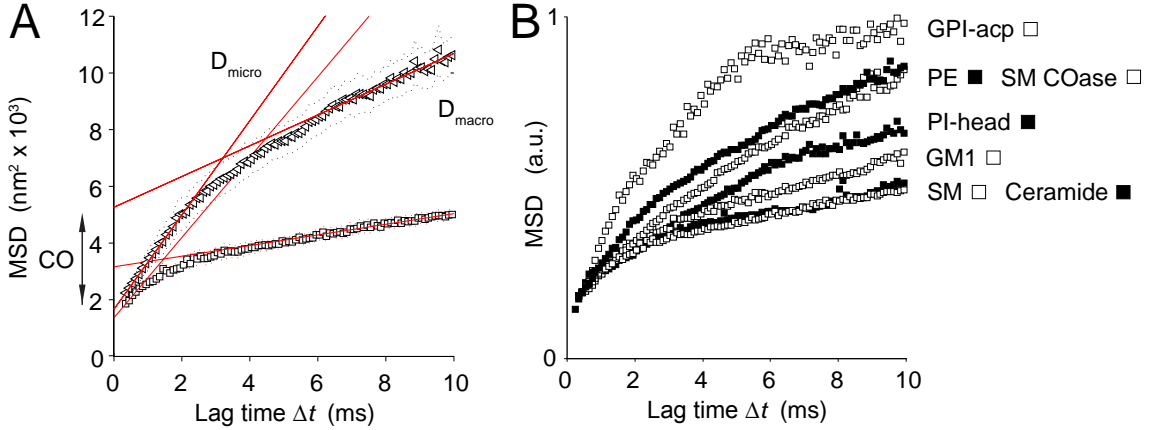 A
MSD (nm² x 10³)
12
10
8
6
4
2
0
CO
D micro
D macro
0 2 4 6 8 10
Lag time Δt (ms)
B
MSD (a.u.)
1
0
0 2 4 6 8 10
Lag time Δt (ms)
GPI-acp □
PE ■ SM COase □
PI-head ■
GM1 □
SM □ Ceramide ■